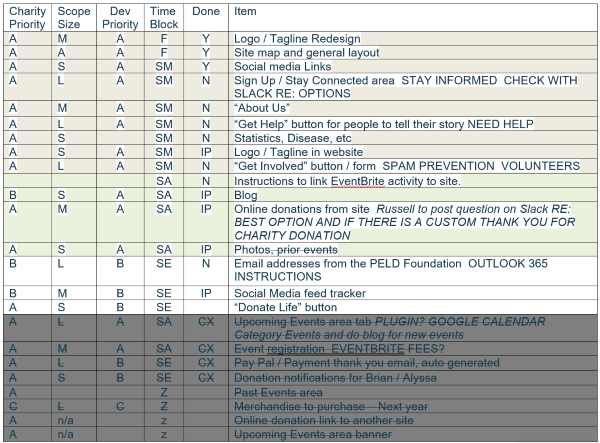 Charity Priority Scope Size Dev Priority Time Block Done Item
A M A F Y Logo / Tagline Redesign
A A A F Y Site map and general layout
A S A SM Y Social media Links
A L A SM N Sign Up / Stay Connected area STAY INFORMED CHECK WITH
SLACK RE: OPTIONS
A M A SM N “About Us”
A L A SM N “Get Help” button for people to tell their story NEED HELP
A S SM N Statistics, Disease, etc
A S A SM IP Logo / Tagline in website
A L A SM N “Get Involved” button / form SPAM PREVENTION VOLUNTEERS
SA N Instructions to link EventBrite activity to site.
B S A SA IP Blog
A M A SA IP Online donations from site Russell to post question on Slack RE:
BEST OPTION AND IF THERE IS A CUSTOM THANK YOU FOR
CHARITY DONATION
A S A SA IP Photos, prior events
B L B SE N Email addresses from the PELD Foundation OUTLOOK 365
INSTRUCTIONS
B M B SE IP Social Media feed tracker
A S B SE “Donate Life” button
A L A SA CX Upcoming Events area tab PLUGIN? GOOGLE CALENDAR
Category Events and do blog for new events
A M A SA CX Event registration EVENTBRITE FEES?
A L B SE CX Pay Pal / Payment thank you email, auto generated
A S B SE CX Donation notifications for Brian / Alyssa
A Z Past Events area
C L C Z Merchandise to purchase – Next year
A n/a z Online donation link to another site
A n/a z Upcoming Events area banner